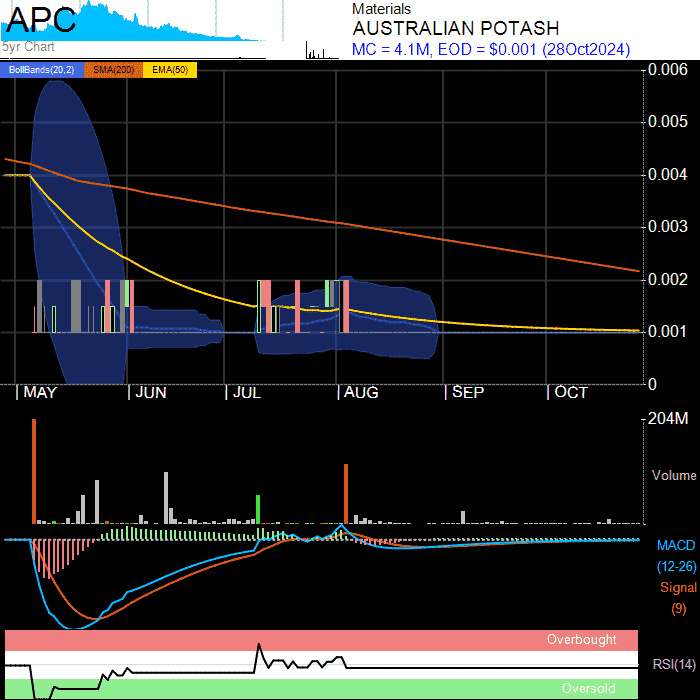 APC
5yr Chart
Materials
AUSTRALIAN POTASH
MC = 4.1M, EOD = $0.001 (28Oct2024)
BollBands(20,2) SMA(200) EMA(50)
0.006
0.005
0.004
0.003
0.002
0.001
0
MAY JUN JUL AUG SEP OCT
204M
Volume
MACD
(12-26)
Signal
(9)
Overbought
RSI(14)
Oversold